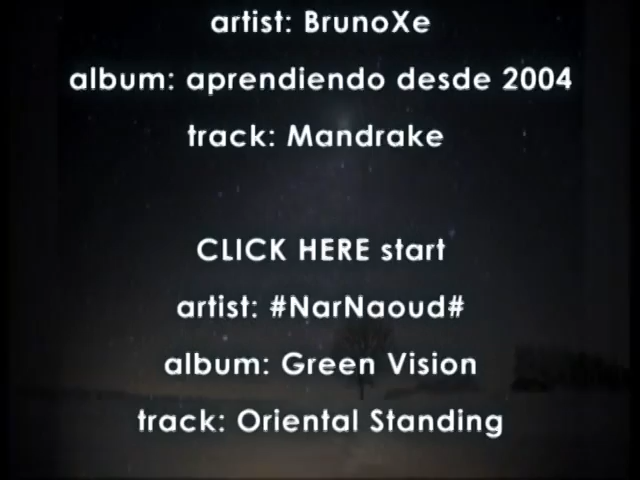 artist: BrunoXe
album: aprendiendo desde 2004
track: Mandrake
CLICK HERE start
artist: #NarNaoud#
album: Green Vision
track: Oriental Standing